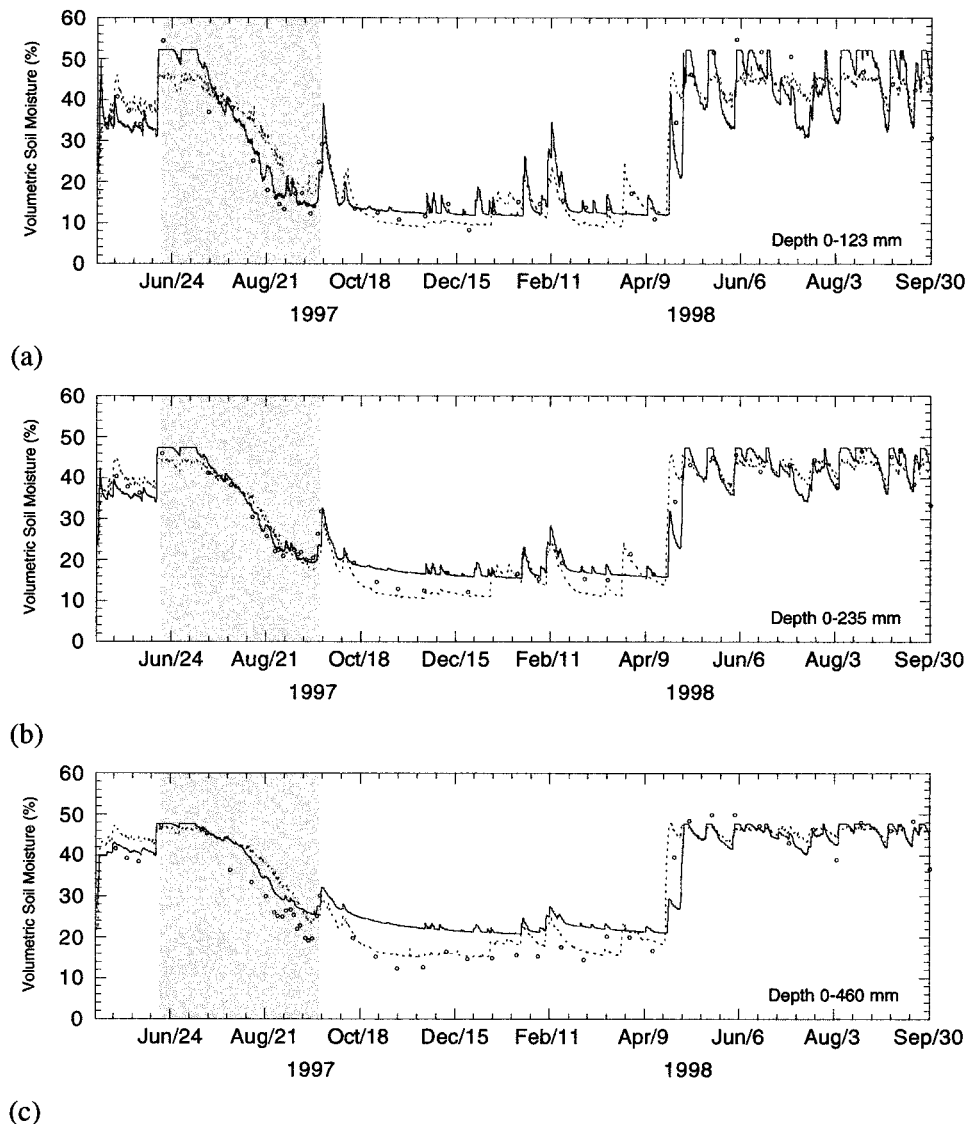 60
50
40
30
20
10
0
Volumetric Soil Moisture (%)
Depth 0-123 mm
Jun/24 Aug/21 Oct/18 Dec/15 Feb/11 Apr/9 Jun/6 Aug/3 Sep/30
1997 1998
(a)
60
50
40
30
20
10
0
Volumetric Soil Moisture (%)
Depth 0-235 mm
Jun/24 Aug/21 Oct/18 Dec/15 Feb/11 Apr/9 Jun/6 Aug/3 Sep/30
1997 1998
(b)
60
50
40
30
20
10
0
Volumetric Soil Moisture (%)
Depth 0-460 mm
Jun/24 Aug/21 Oct/18 Dec/15 Feb/11 Apr/9 Jun/6 Aug/3 Sep/30
1997 1998
(c)